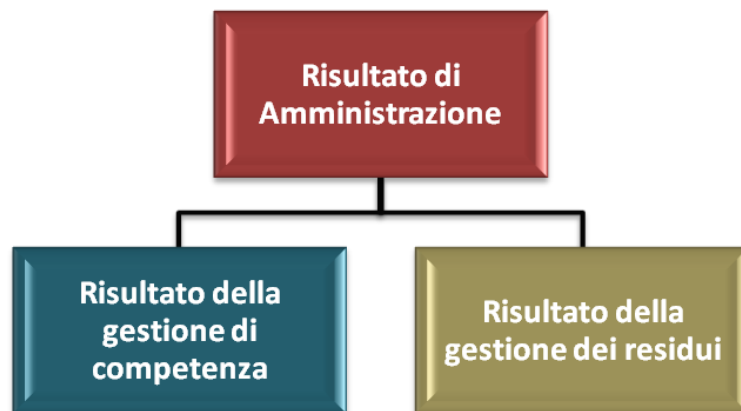 Risultato di
Amministrazione
Risultato della
gestione di
competenza
Risultato della
gestione dei residui